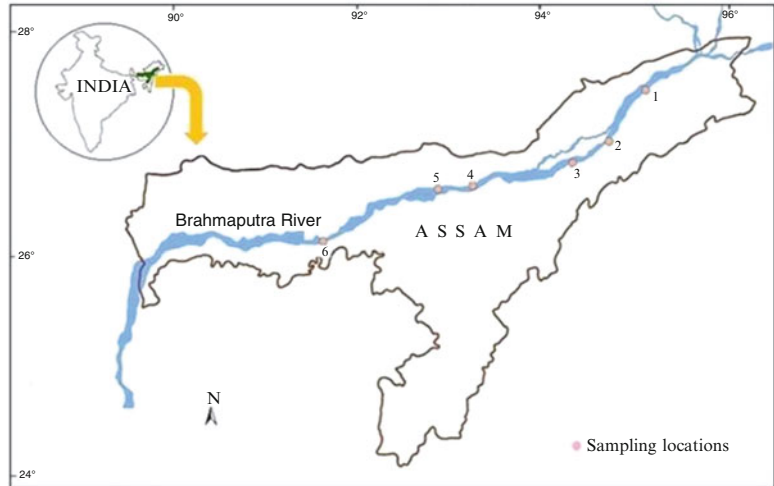 90° 92° 94° 96°
28°
INDIA
1
2
3
4
5
Brahmaputra River
A S S A M
6
26°
N
Sampling locations
24°